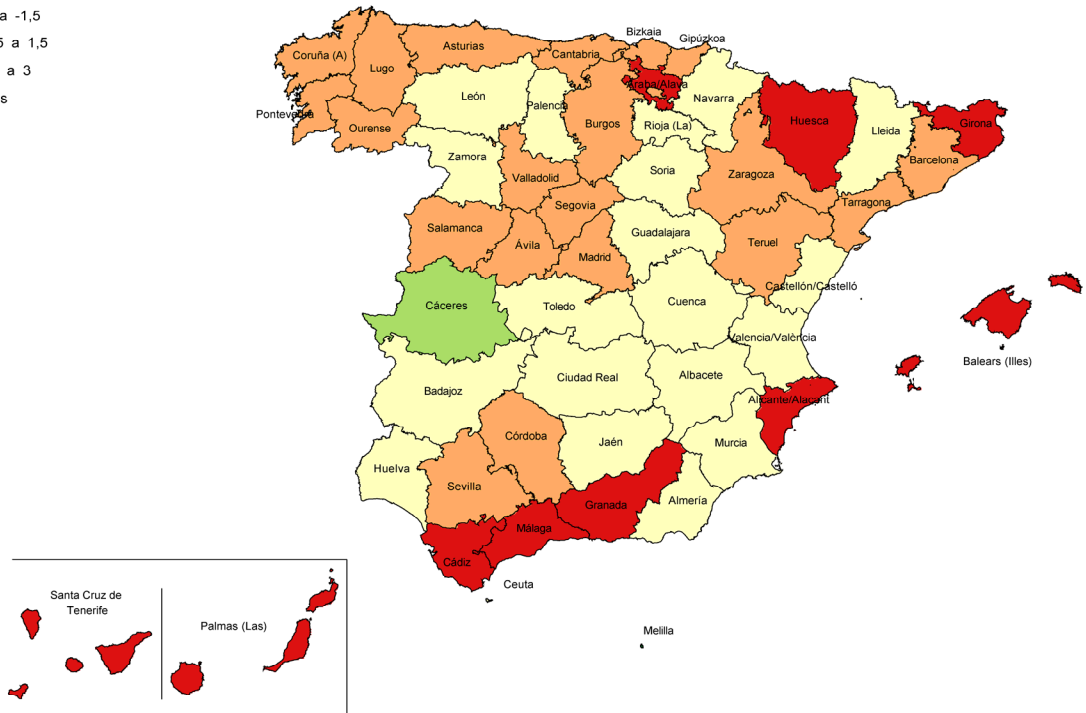 a -1,5
a 1,5
a 3
Bizkaia
Gipúzkoa
Asturias
Cantabria
Coruña (A)
Lugo
Araba/Álava
León
Navarra
Palencia
Pontevedra
Burgos
Huesca
Girona
Ourense
Rioja (La)
Lleida
Zamora
Barcelona
Soria
Zaragoza
Valladolid
Tarragona
Segovia
Salamanca
Guadalajara
Ávila
Teruel
Madrid
Castellón/Castelló
Cáceres
Toledo
Cuenca
Valencia/València
Balears (Illes)
Ciudad Real
Albacete
Badajoz
Alicante/Alacant
Córdoba
Jaén
Murcia
Huelva
Sevilla
Almería
Granada
Málaga
Cádiz
Ceuta
Santa Cruz de
Tenerife
Palmas (Las)
Melilla